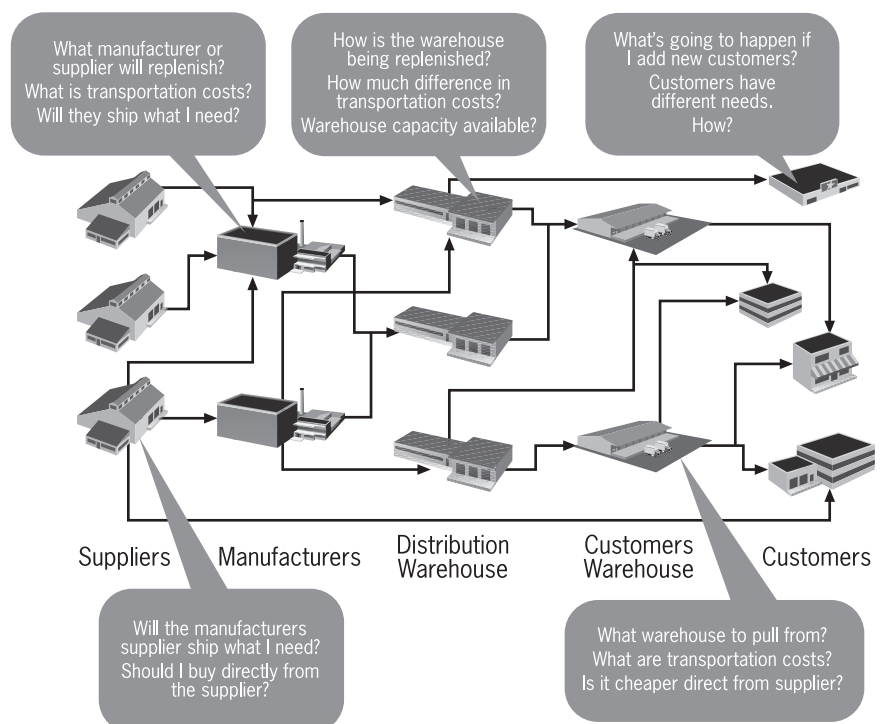 What manufacturer or
supplier will replenish?
What is transportation costs?
Will they ship what I need?
How is the warehouse
being replenished?
How much difference in
transportation costs?
Warehouse capacity available?
What's going to happen if
I add new customers?
Customers have
different needs.
How?
Suppliers
Manufacturers
Distribution
Warehouse
Customers
Warehouse
Customers
Will the manufacturers
supplier ship what I need?
Should I buy directly from
the supplier?
What warehouse to pull from?
What are transportation costs?
Is it cheaper direct from supplier?